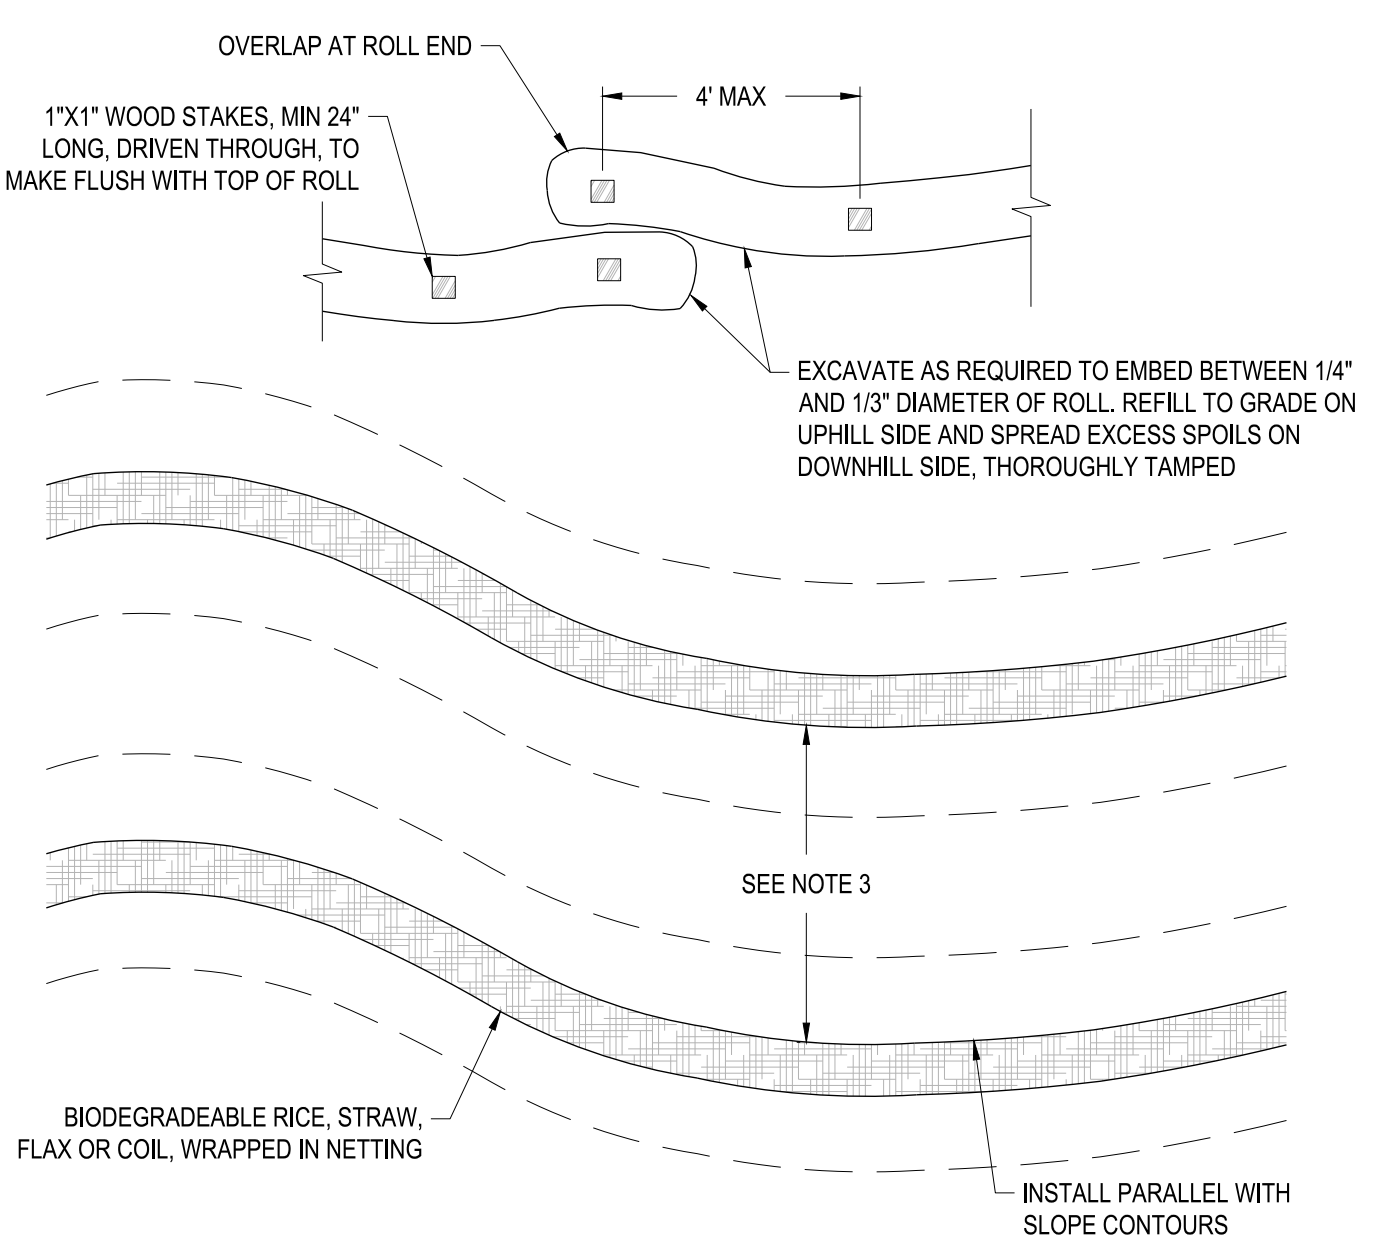 OVERLAP AT ROLL END
4' MAX
1"X1" WOOD STAKES, MIN 24"
LONG, DRIVEN THROUGH, TO
MAKE FLUSH WITH TOP OF ROLL
EXCAVATE AS REQUIRED TO EMBED BETWEEN 1/4"
AND 1/3" DIAMETER OF ROLL. REFILL TO GRADE ON
UPHILL SIDE AND SPREAD EXCESS SPOILS ON
DOWNHILL SIDE, THOROUGHLY TAMPED
SEE NOTE 3
BIODEGRADEABLE RICE, STRAW,
FLAX OR COIL, WRAPPED IN NETTING
INSTALL PARALLEL WITH
SLOPE CONTOURS